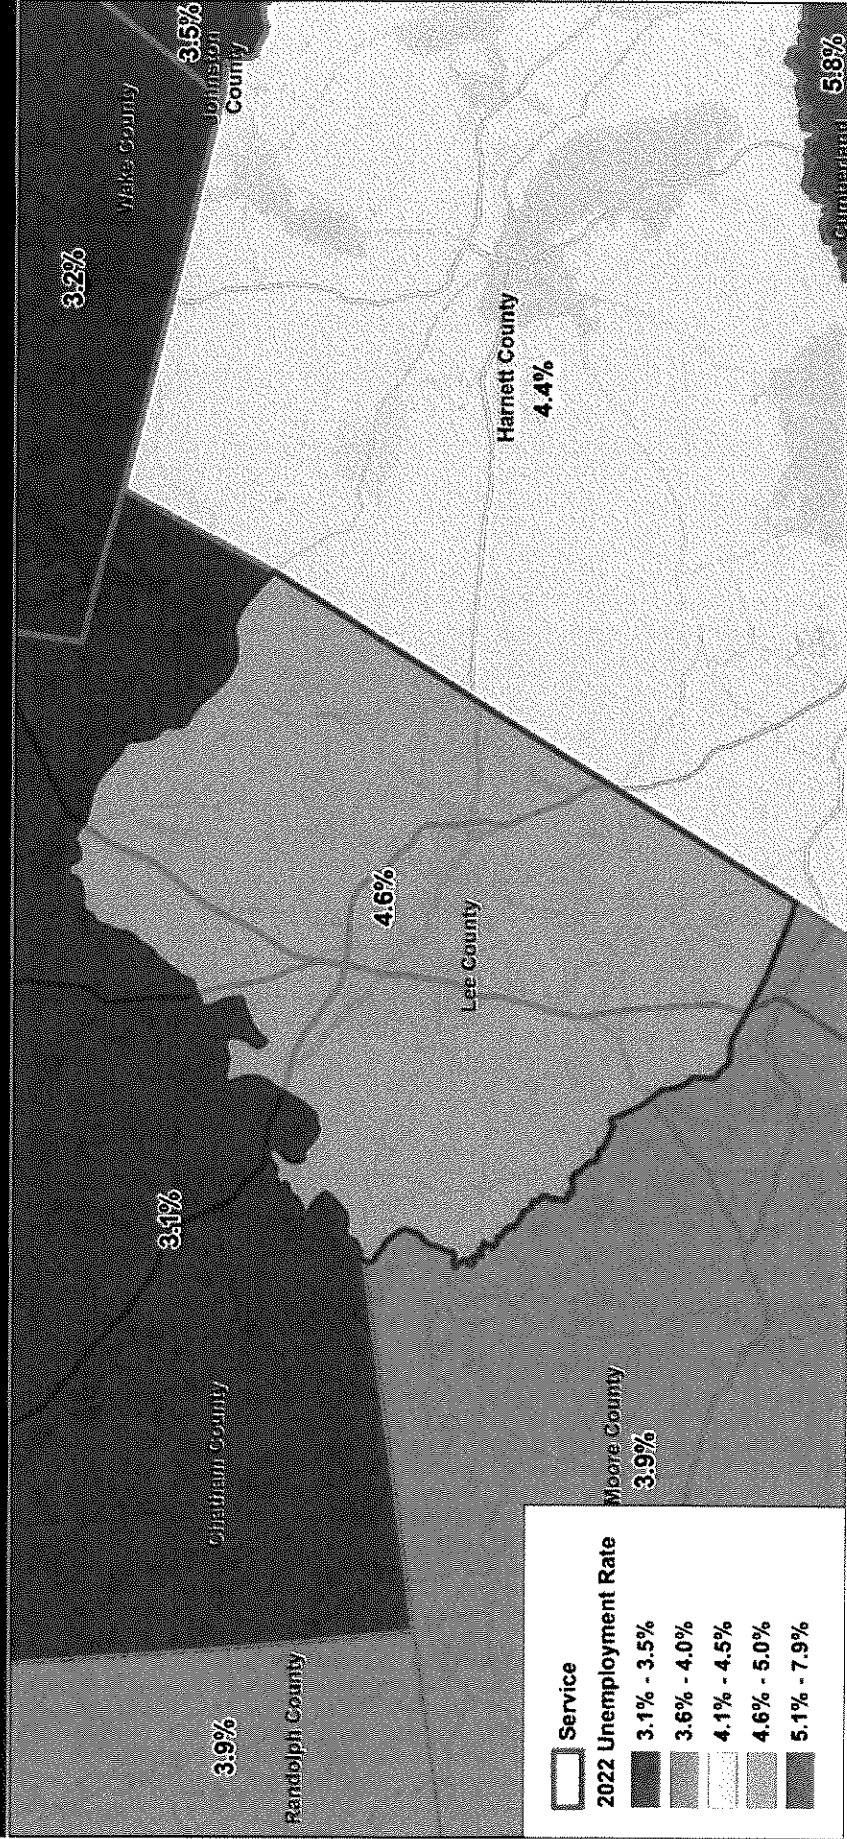 3.9%
Randolph County
3.1%
Chatham County
3.2%
Wake County
3.5%
Johnston
County
4.6%
Lee County
Harnett County
4.4%
Moore County
3.9%
Cumberland
5.8%
Service
2022 Unemployment Rate
3.1% - 3.5%
3.6% - 4.0%
4.1% - 4.5%
4.6% - 5.0%
5.1% - 7.9%